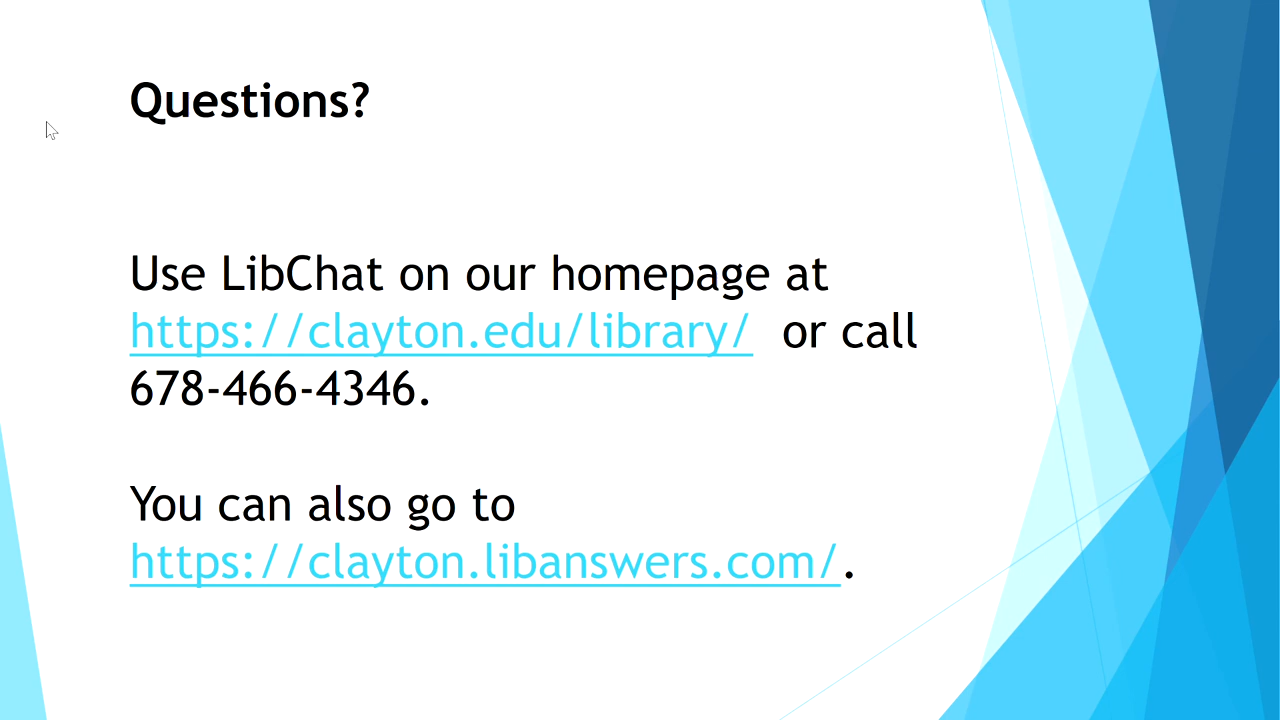 Questions?
Use LibChat on our homepage at
https://clayton.edu/library/ or call
678-466-4346.
You can also go to
https://clayton.libanswers.com/.